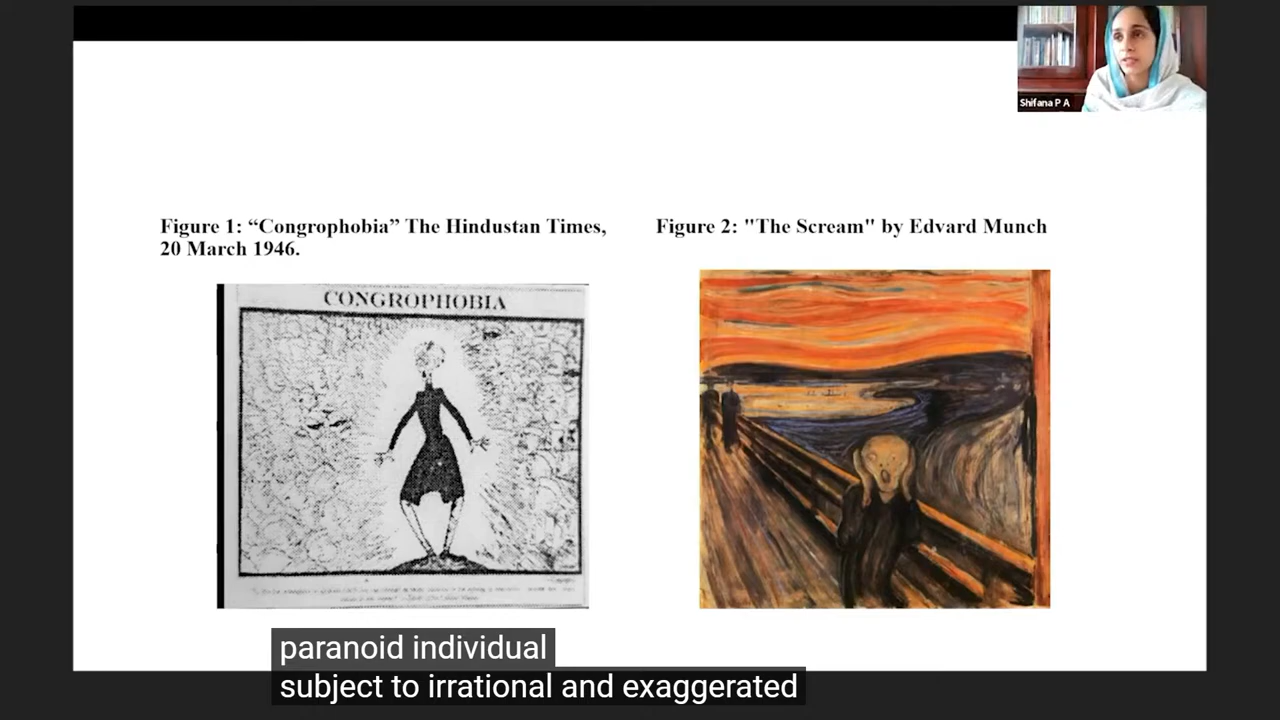 Shifana P A
Figure 1: “Congrophobia” The Hindustan Times,
20 March 1946.
Figure 2: "The Scream" by Edvard Munch
CONGROPHOBIA
paranoid individual
subject to irrational and exaggerated